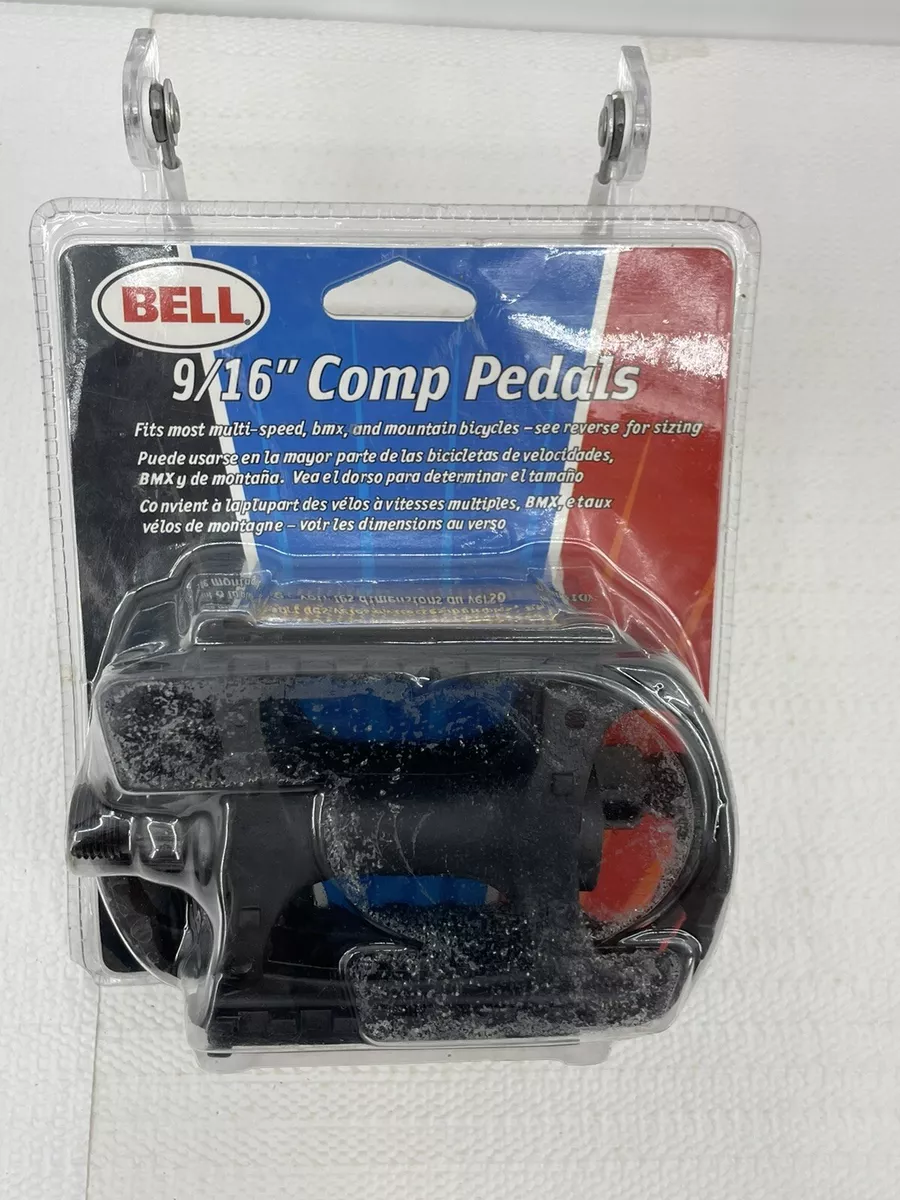 BELL
9/16" Comp Pedals
Fits most multi-speed, bmx, and mountain bicycles – see reverse for sizing
Puede usarse en la mayor parte de las bicicletas de velocidades,
BMX y de montaña. Vea el dorso para determinar el tamaño
Convient à la plupart des vélos à vitesses multiples, BMX, et aux
vélos de montagne – voir les dimensions au verso